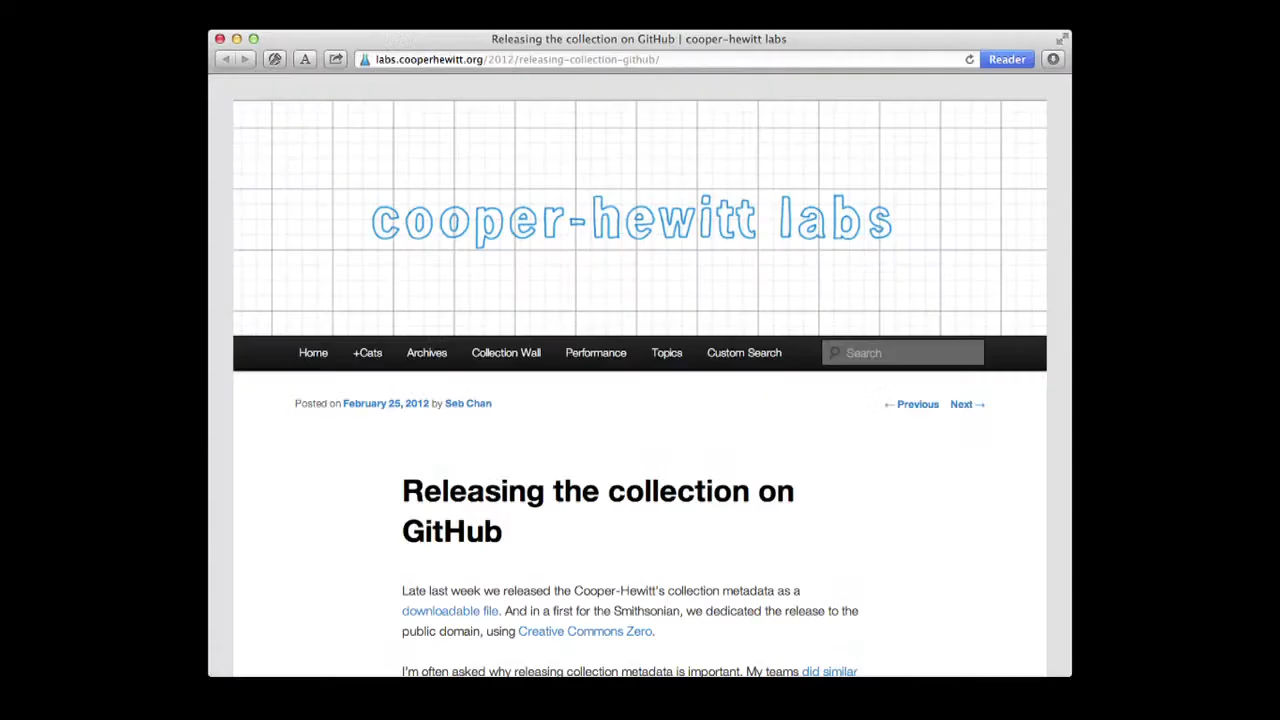 Releasing the collection on GitHub | cooper-hewitt labs
A
labs.cooperhewitt.org/2012/releasing-collection-github/
Reader
cooper-hewitt labs
Home +Cats Archives Collection Wall Performance Topics Custom Search Search
Posted on February 25, 2012 by Seb Chan
← Previous Next →
Releasing the collection on
GitHub
Late last week we released the Cooper-Hewitt's collection metadata as a
downloadable file. And in a first for the Smithsonian, we dedicated the release to the
public domain, using Creative Commons Zero.
I'm often asked why releasing collection metadata is important. My teams did similar